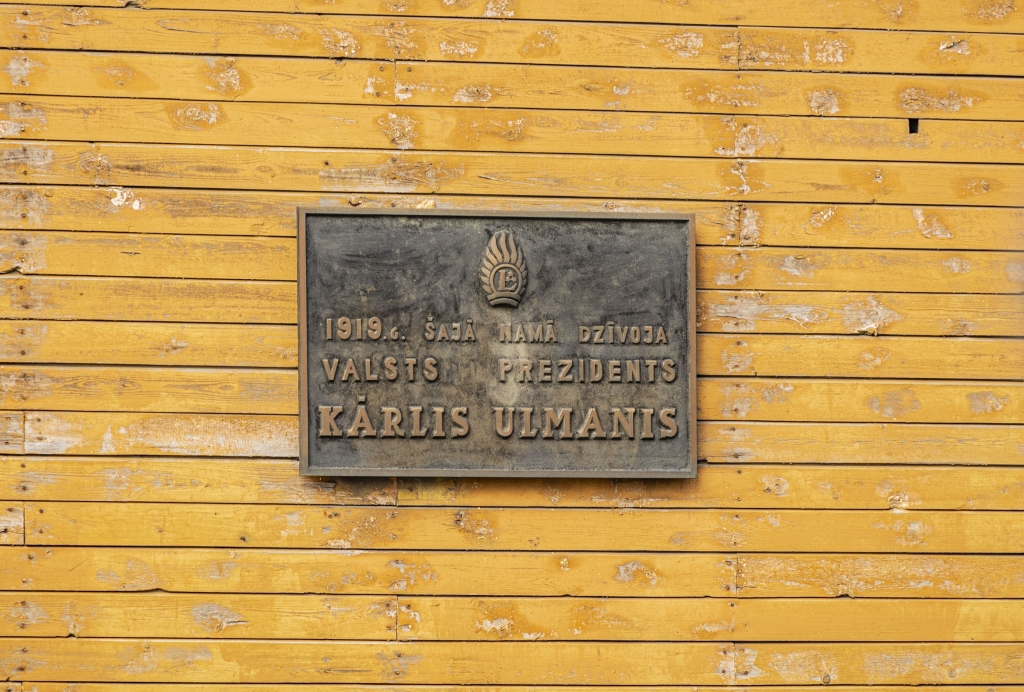 1919.G. ŠAJĀ NAMĀ DZĪVOJA
VALSTS PREZIDENTS
KĀRLIS ULMANIS